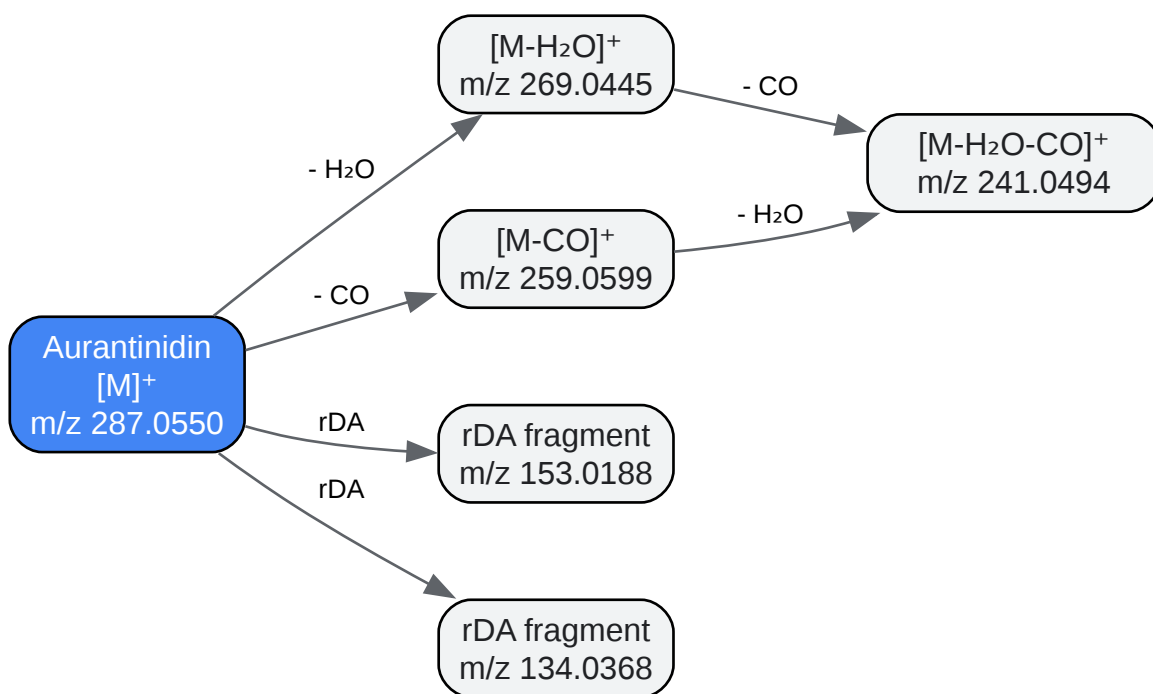 [M-H₂O]⁺
m/z 269.0445
- CO
[M-H₂O-CO]⁺
m/z 241.0494
- H₂O
- H₂O
[M-CO]⁺
m/z 259.0599
- CO
Aurantinidin
[M]⁺
m/z 287.0550
rDA
rDA fragment
m/z 153.0188
rDA
rDA fragment
m/z 134.0368